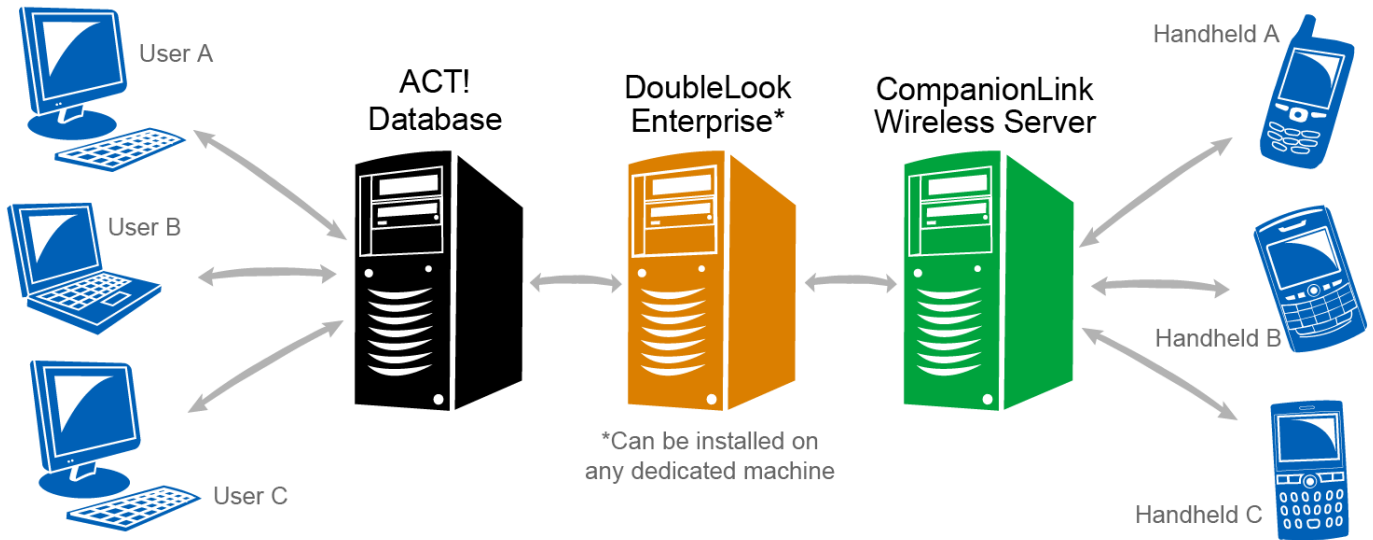 User A
User B
User C
ACT!
Database
DoubleLook
Enterprise*
*Can be installed on
any dedicated machine
CompanionLink
Wireless Server
Handheld A
Handheld B
Handheld C